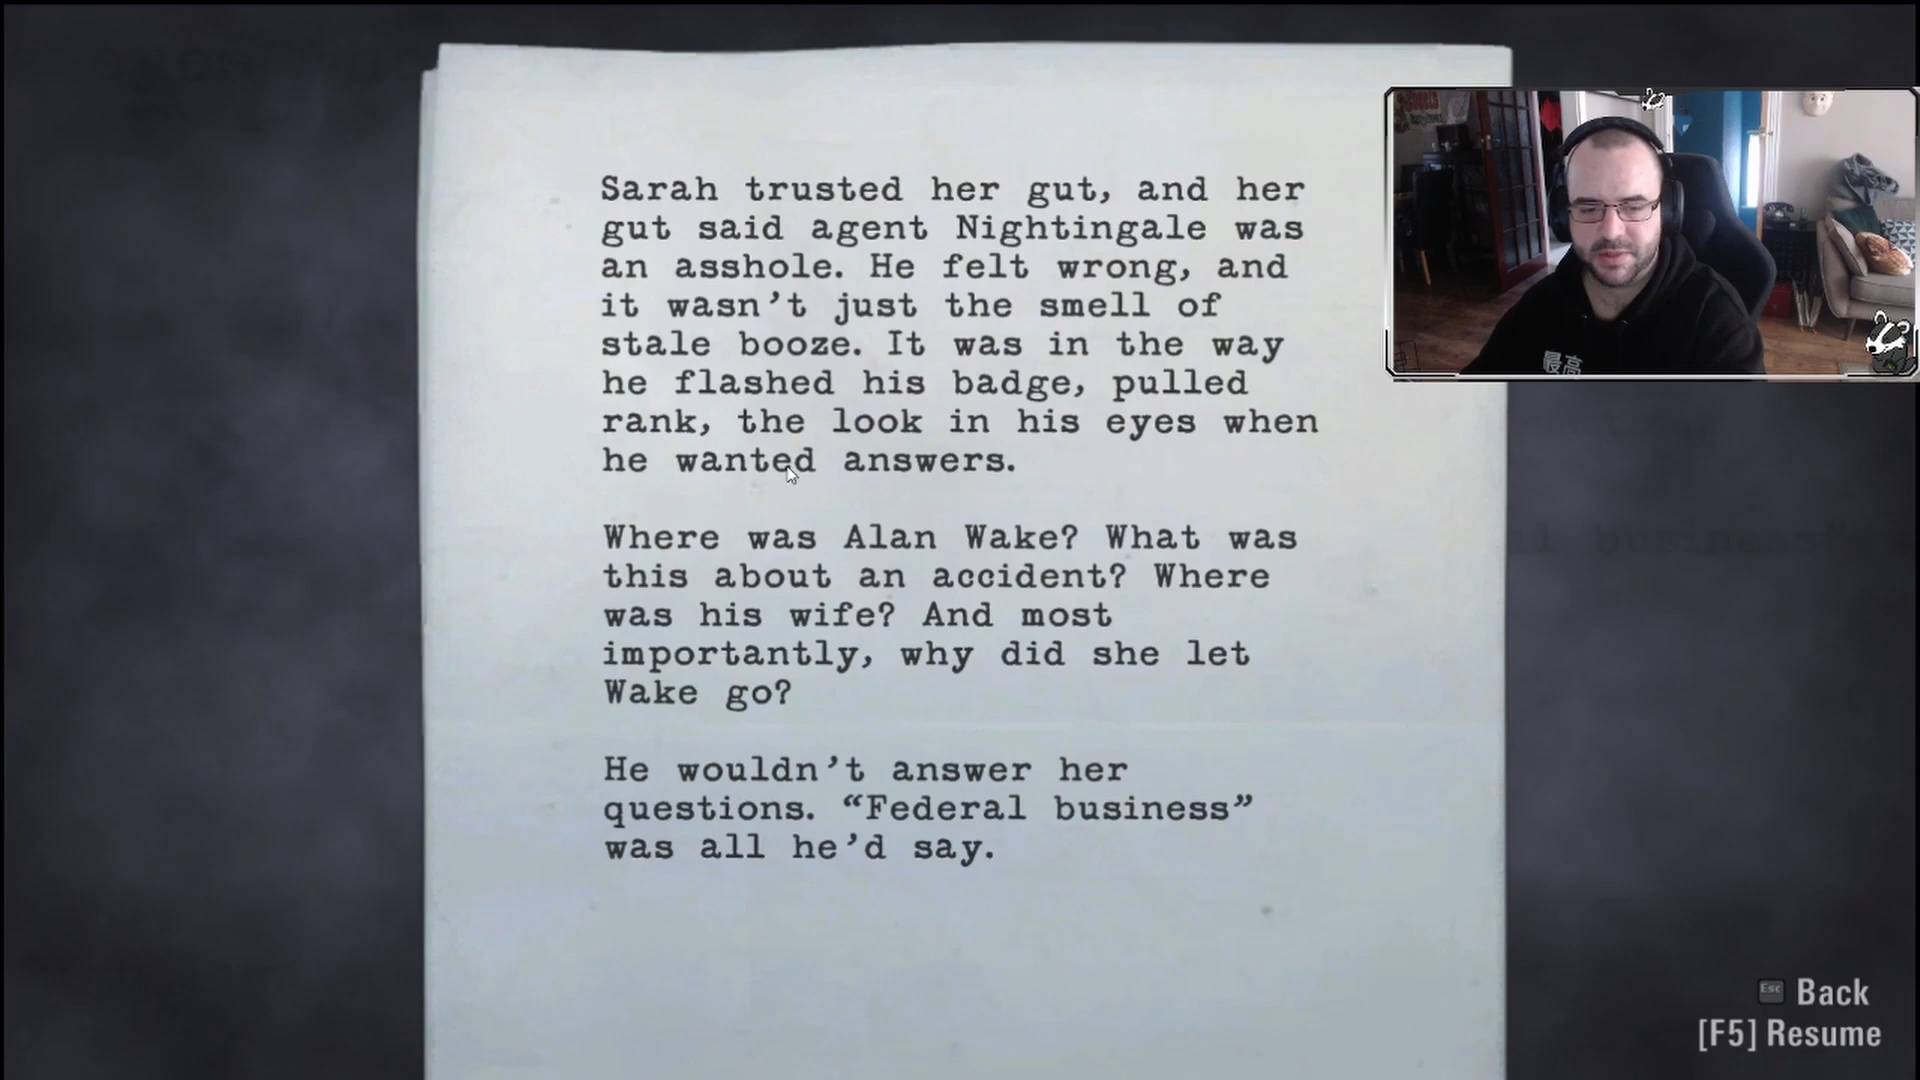 Sarah trusted her gut, and her
gut said agent Nightingale was
an asshole. He felt wrong, and
it wasn’t just the smell of
stale booze. It was in the way
he flashed his badge, pulled
rank, the look in his eyes when
he wanted answers.
Where was Alan Wake? What was
this about an accident? Where
was his wife? And most
importantly, why did she let
Wake go?
He wouldn’t answer her
questions. “Federal business”
was all he’d say.
最高
Esc Back
[F5] Resume